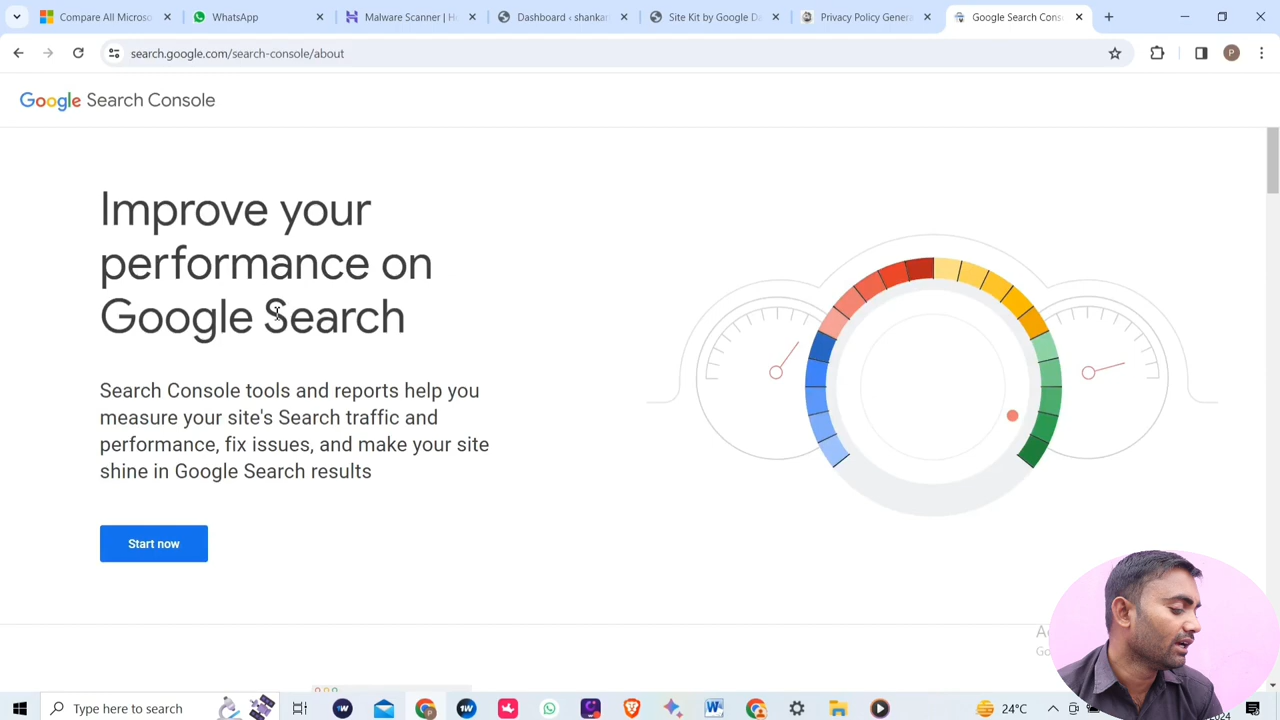 Compare All Microso
WhatsApp
Malware Scanner | H
Dashboard ‹ shankar
Site Kit by Google Da
Privacy Policy Genera
Google Search Cons
search.google.com/search-console/about
P
Google Search Console
Improve your
performance on
Google Search
Search Console tools and reports help you
measure your site's Search traffic and
performance, fix issues, and make your site
shine in Google Search results
Start now
Type here to search
24°C